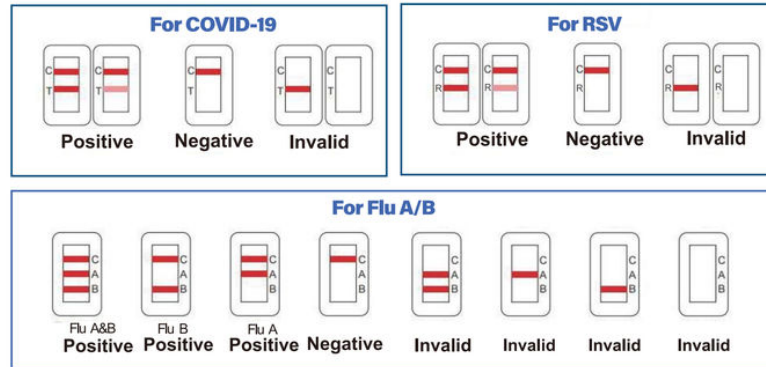 For COVID-19
C C C C C
T T T T T
Positive Negative Invalid
For RSV
C C C C C
R R R R R
Positive Negative Invalid
For Flu A/B
C C C C C C C C
A A A A A A A A
B B B B B B B B
Flu A&B Flu B Flu A
Positive Positive Positive Negative Invalid Invalid Invalid Invalid